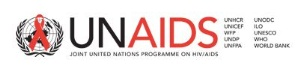 UNAIDS
JOINT UNITED NATIONS PROGRAMME ON HIV/AIDS
UNHCR
UNICEF
WFP
UNDP
UNFPA
UNODC
ILO
UNESCO
WHO
WORLD BANK